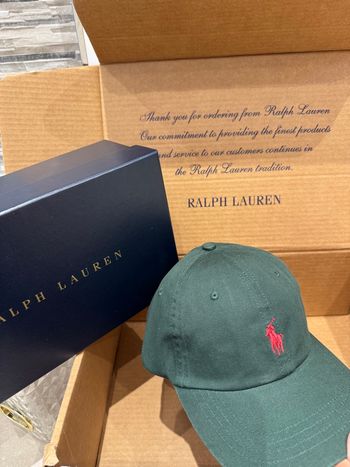 Thank you for ordering from Ralph Lauren
Our commitment to providing the finest products
and service to our customers continues in
the Ralph Lauren tradition.
RALPH LAUREN
ALPH LAUREN